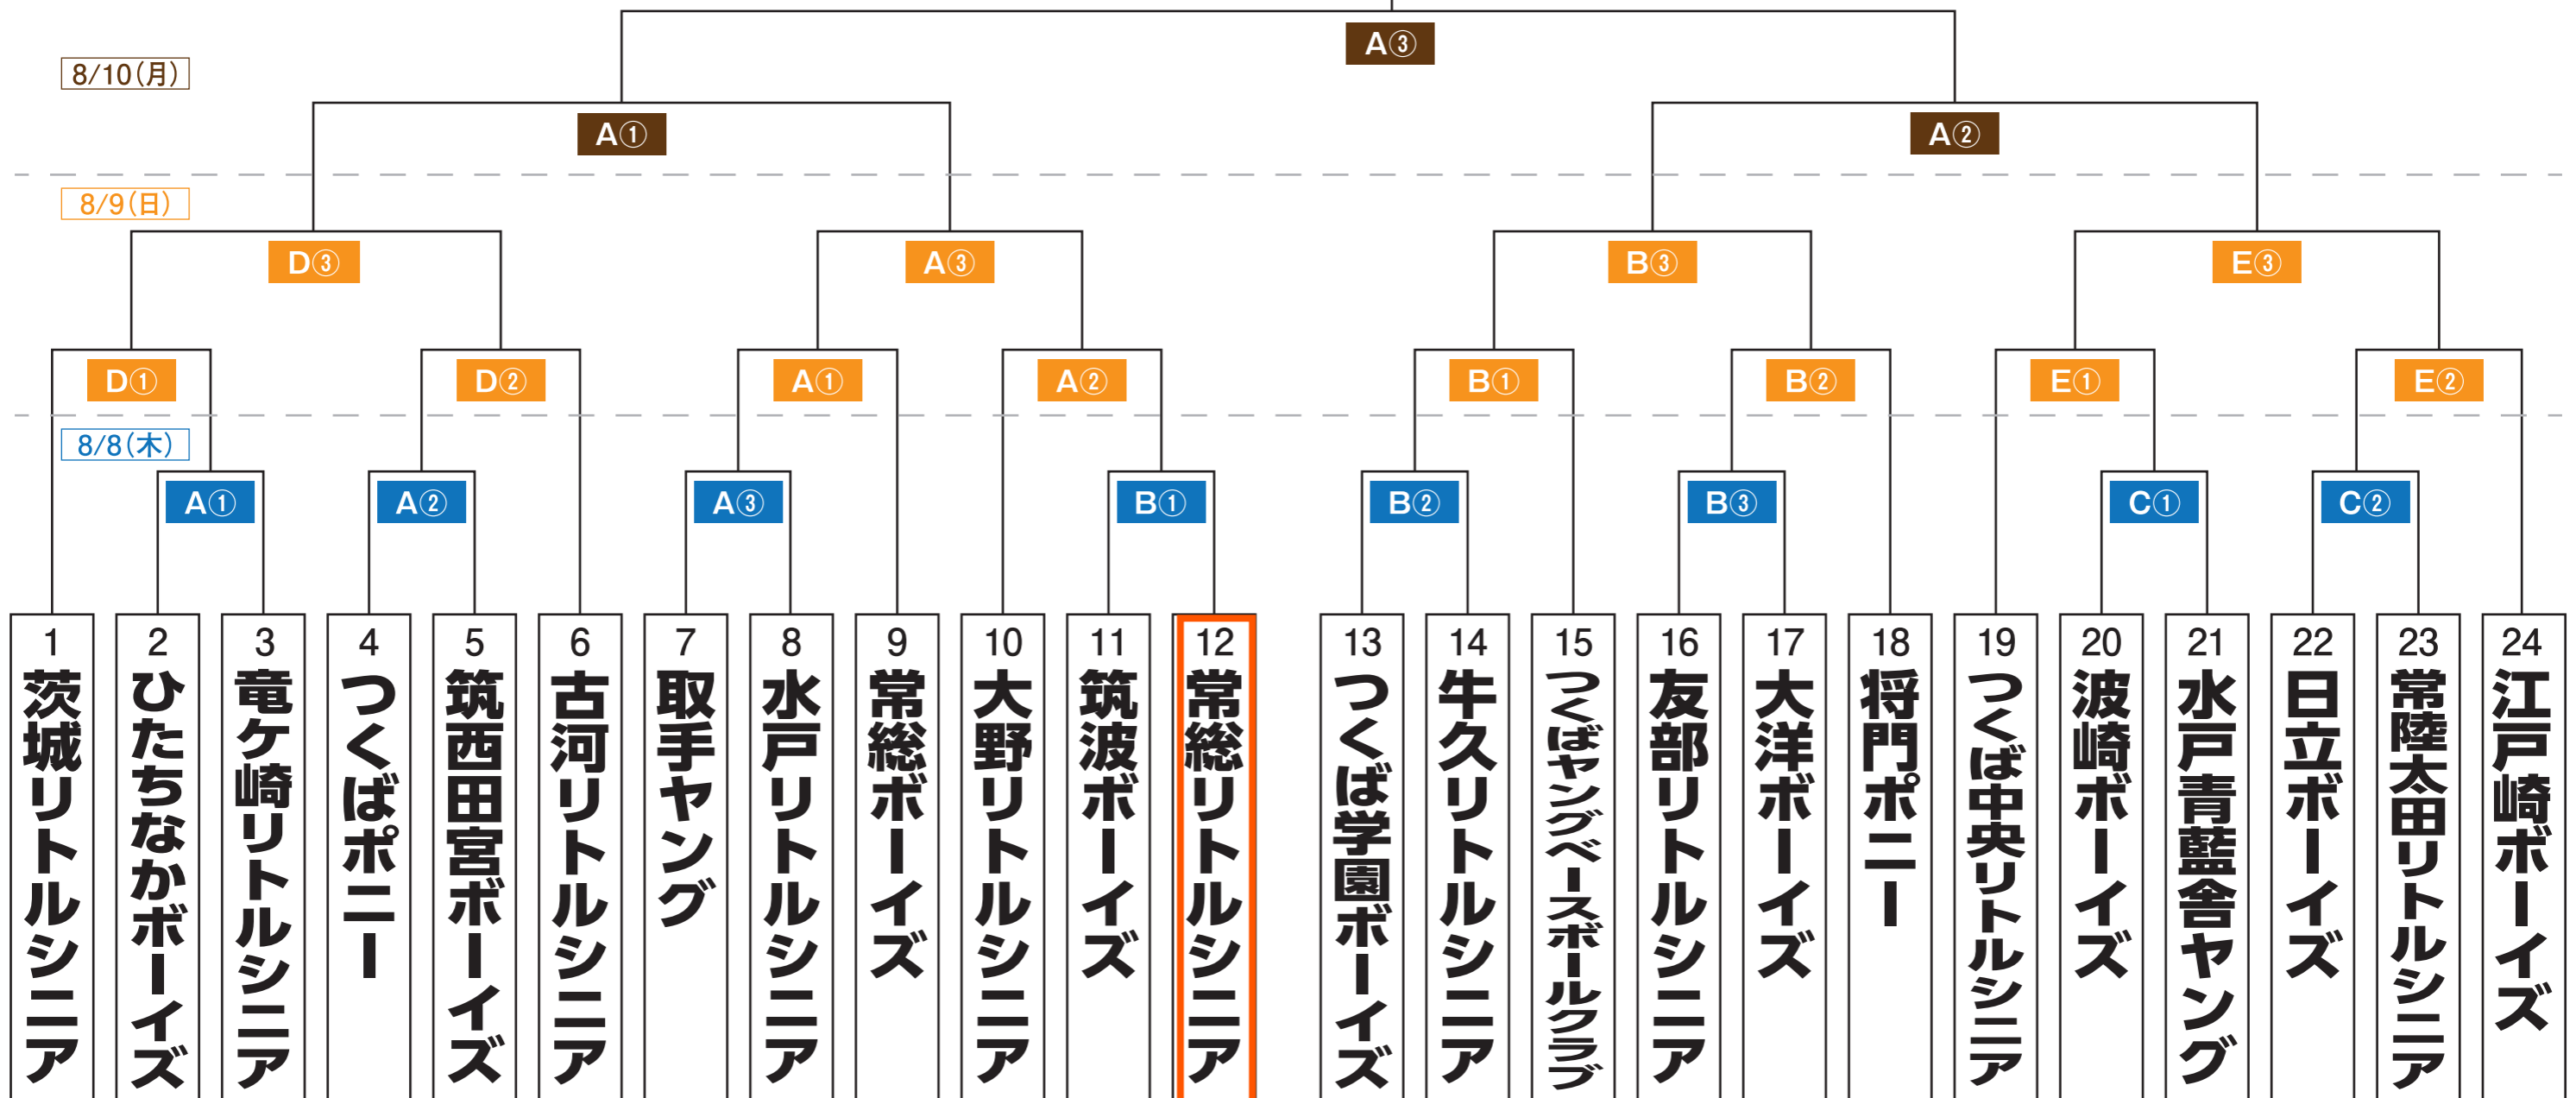 A③
8/10(月)
A①
A②
8/9(日)
D③
A③
B③
E③
D①
D②
A①
A②
B①
B②
E①
E②
8/8(木)
A①
A②
A③
B①
B②
B③
C①
C②
1 茨城リトルシニア
2 ひたちなかボーイズ
3 竜ケ崎リトルシニア
4 つくばポニー
5 筑西田宮ボーイズ
6 古河リトルシニア
7 取手ヤング
8 水戸リトルシニア
9 常総ボーイズ
10 大野リトルシニア
11 筑波ボーイズ
12 常総リトルシニア
13 つくば学園ボーイズ
14 牛久リトルシニア
15 つくばヤングベースボールクラブ
16 友部リトルシニア
17 大洋ボーイズ
18 将門ポニー
19 つくば中央リトルシニア
20 波崎ボーイズ
21 水戸青藍舎ヤング
22 日立ボーイズ
23 常陸太田リトルシニア
24 江戸崎ボーイズ